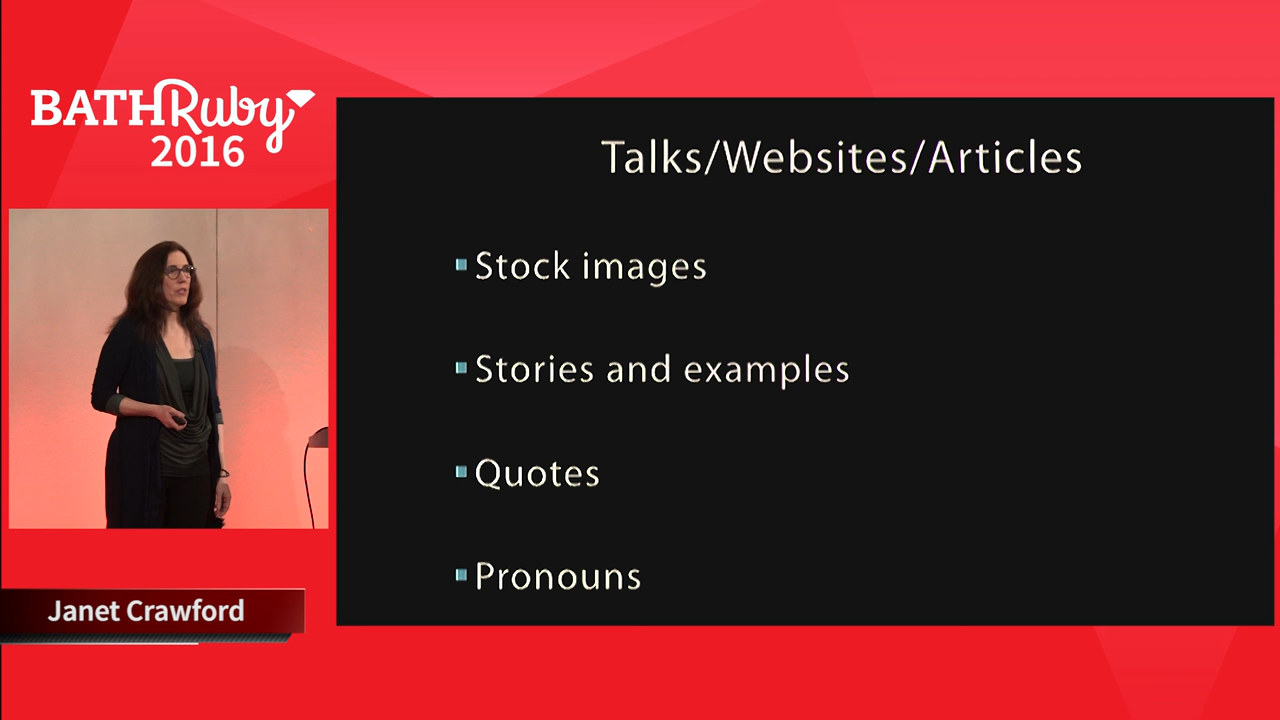 BATHRuby
2016
Talks/Websites/Articles
Stock images
Stories and examples
Quotes
Pronouns
Janet Crawford